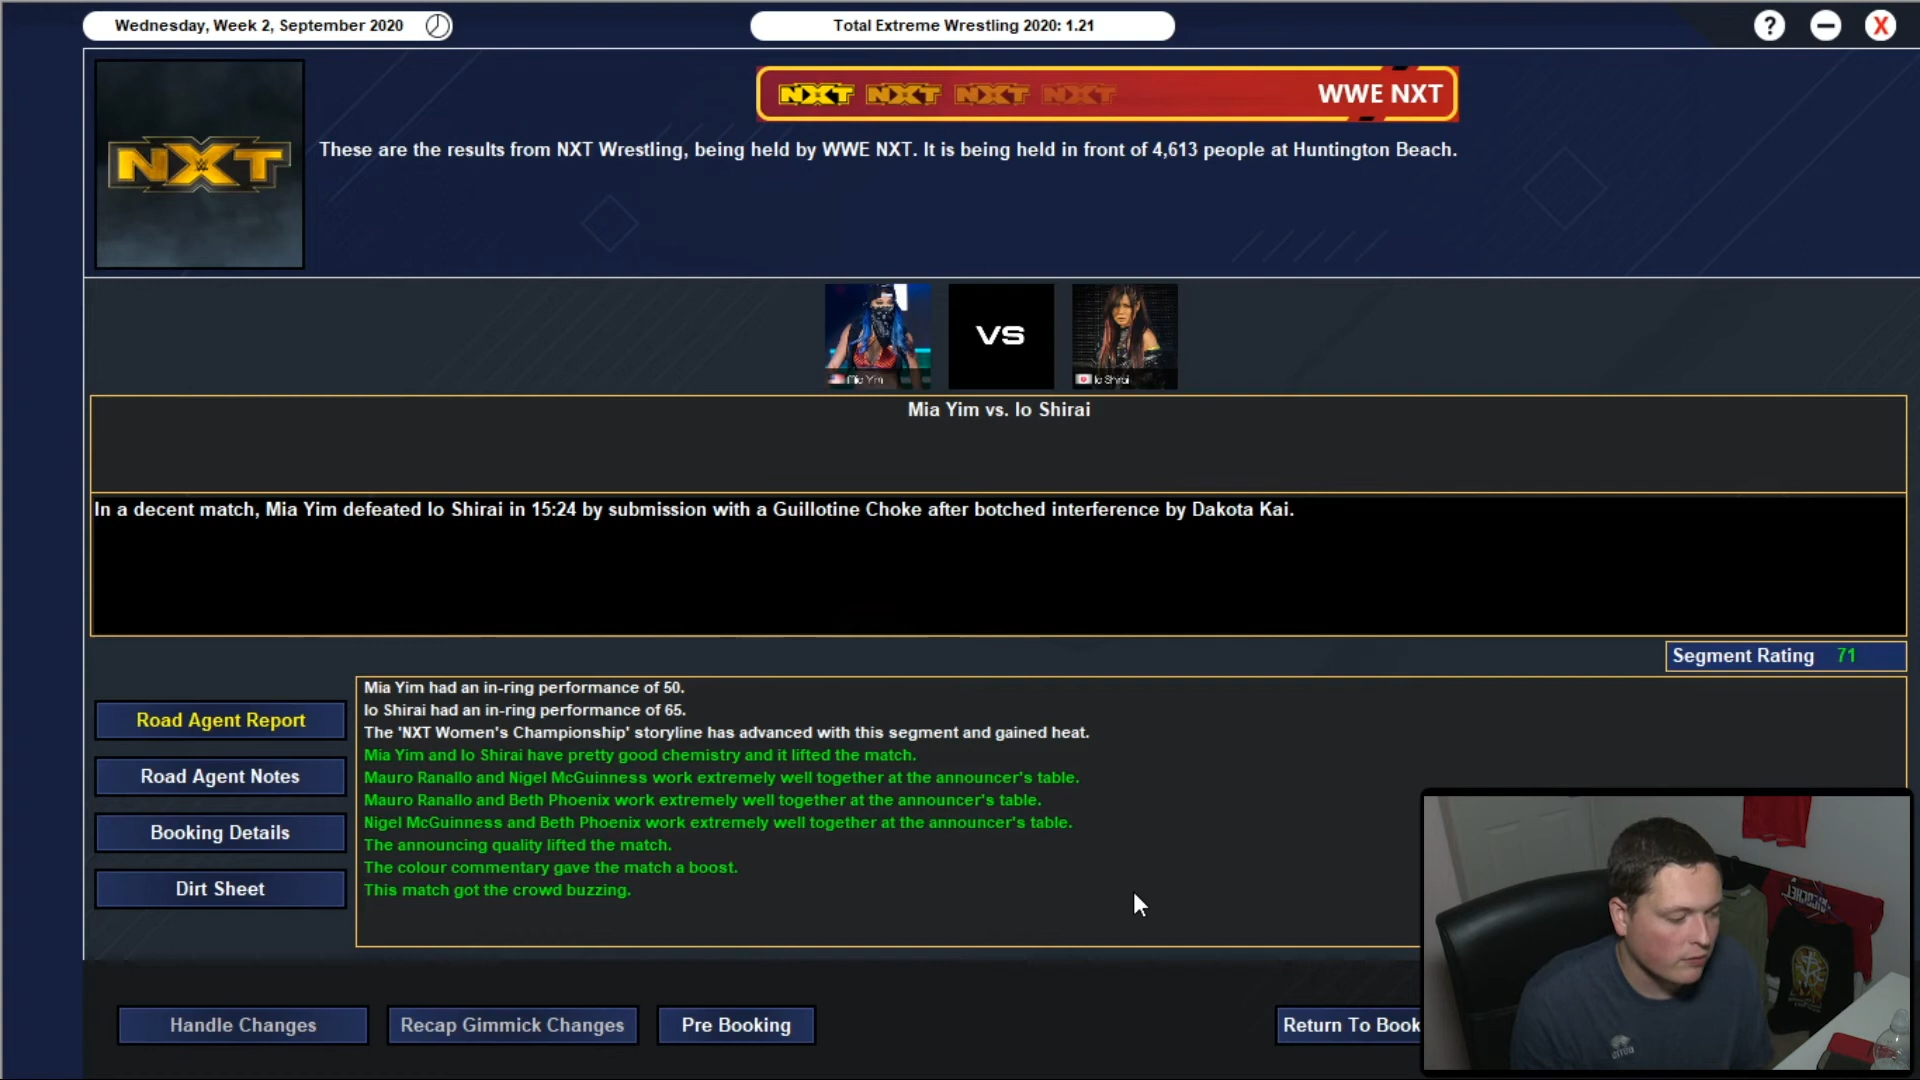 Wednesday, Week 2, September 2020
Total Extreme Wrestling 2020: 1.21
?
X
NXT
NXT NXT NXT NXT
WWE NXT
These are the results from NXT Wrestling, being held by WWE NXT. It is being held in front of 4,613 people at Huntington Beach.
Mia Yim
VS
Io Shirai
Mia Yim vs. Io Shirai
In a decent match, Mia Yim defeated Io Shirai in 15:24 by submission with a Guillotine Choke after botched interference by Dakota Kai.
Segment Rating 71
Road Agent Report
Road Agent Notes
Booking Details
Dirt Sheet
Mia Yim had an in-ring performance of 50.
Io Shirai had an in-ring performance of 65.
The 'NXT Women's Championship' storyline has advanced with this segment and gained heat.
Mia Yim and Io Shirai have pretty good chemistry and it lifted the match.
Mauro Ranallo and Nigel McGuinness work extremely well together at the announcer's table.
Mauro Ranallo and Beth Phoenix work extremely well together at the announcer's table.
Nigel McGuinness and Beth Phoenix work extremely well together at the announcer's table.
The announcing quality lifted the match.
The colour commentary gave the match a boost.
This match got the crowd buzzing.
Handle Changes
Recap Gimmick Changes
Pre Booking
Return To Book